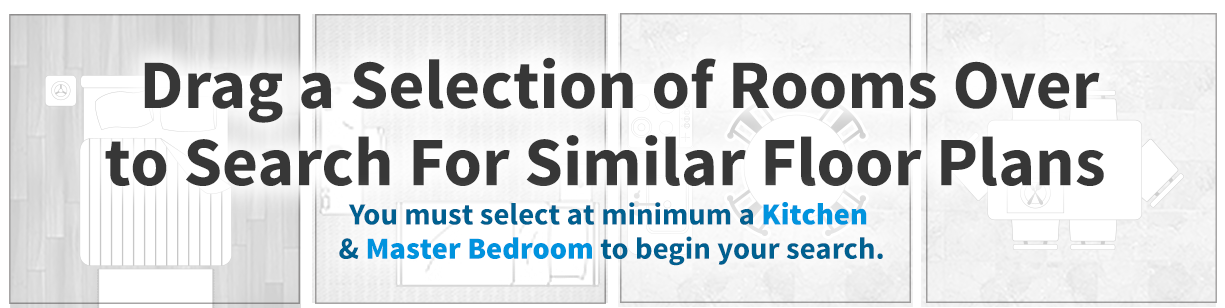 Drag a Selection of Rooms Over
to Search For Similar Floor Plans
You must select at minimum a Kitchen
& Master Bedroom to begin your search.